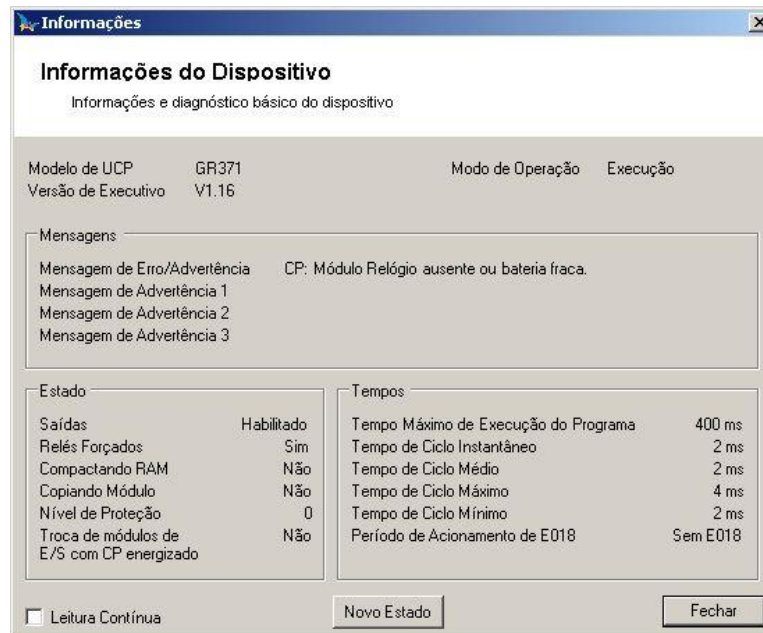 Informações
Informações do Dispositivo
Informações e diagnóstico básico do dispositivo
Modelo de UCP GR371 Modo de Operação Execução
Versão de Executivo V1.16
Mensagens
Mensagem de Erro/Advertência CP: Módulo Relógio ausente ou bateria fraca.
Mensagem de Advertência 1
Mensagem de Advertência 2
Mensagem de Advertência 3
Estado
Saídas Habilitado
Relés Forçados Sim
Compactando RAM Não
Copiando Módulo Não
Nível de Proteção 0
Troca de módulos de Não
E/S com CP energizado
Tempos
Tempo Máximo de Execução do Programa 400 ms
Tempo de Ciclo Instantâneo 2 ms
Tempo de Ciclo Médio 2 ms
Tempo de Ciclo Máximo 4 ms
Tempo de Ciclo Mínimo 2 ms
Período de Acionamento de E018 Sem E018
Leitura Contínua Novo Estado Fechar